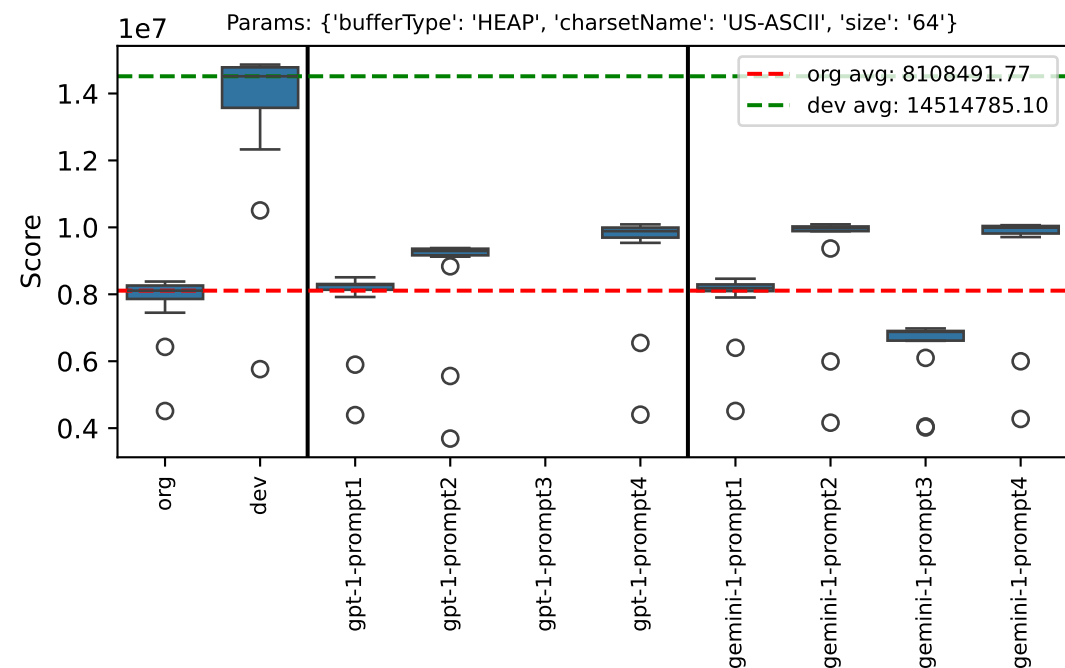 Params: {'bufferType': 'HEAP', 'charsetName': 'US-ASCII', 'size': '64'}
1e7
org avg: 8108491.77
dev avg: 14514785.10
1.4
1.2
1.0
0.8
0.6
0.4
Score
org
dev
gpt-1-prompt1
gpt-1-prompt2
gpt-1-prompt3
gpt-1-prompt4
gemini-1-prompt1
gemini-1-prompt2
gemini-1-prompt3
gemini-1-prompt4